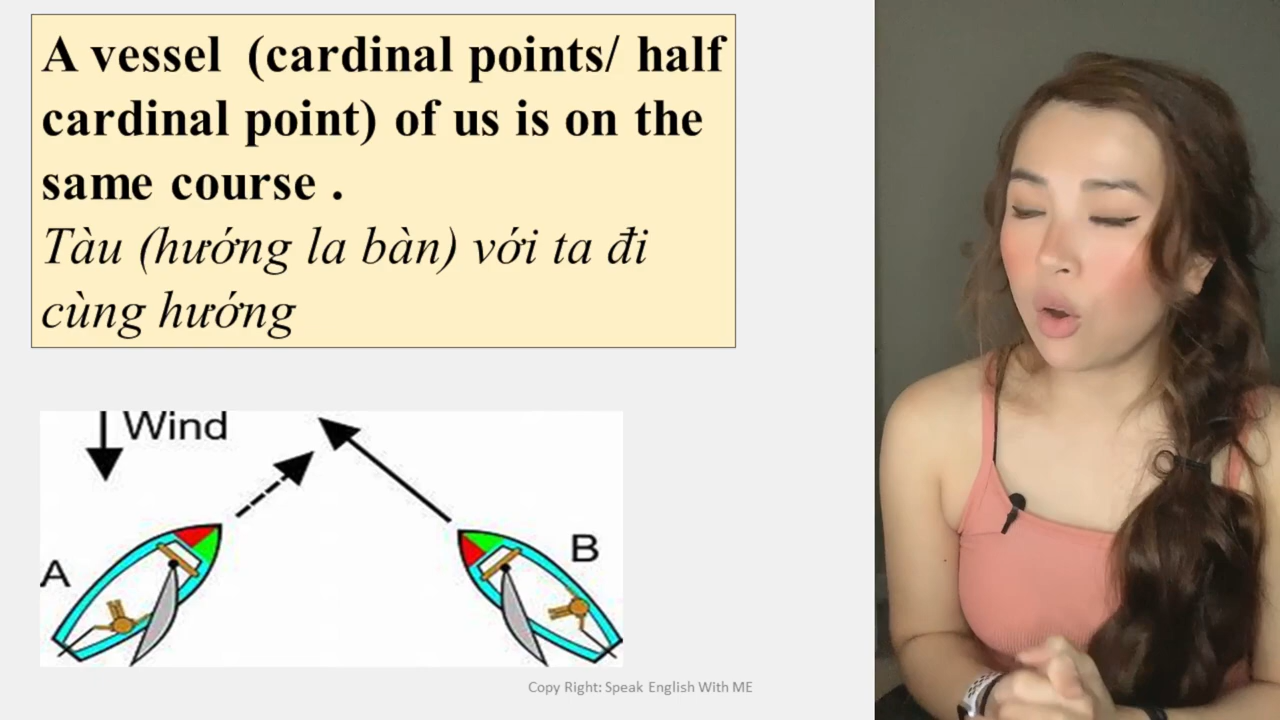 A vessel (cardinal points/ half
cardinal point) of us is on the
same course .
Tàu (hướng la bàn) với ta đi
cùng hướng
Wind
A
B
Copy Right: Speak English With ME